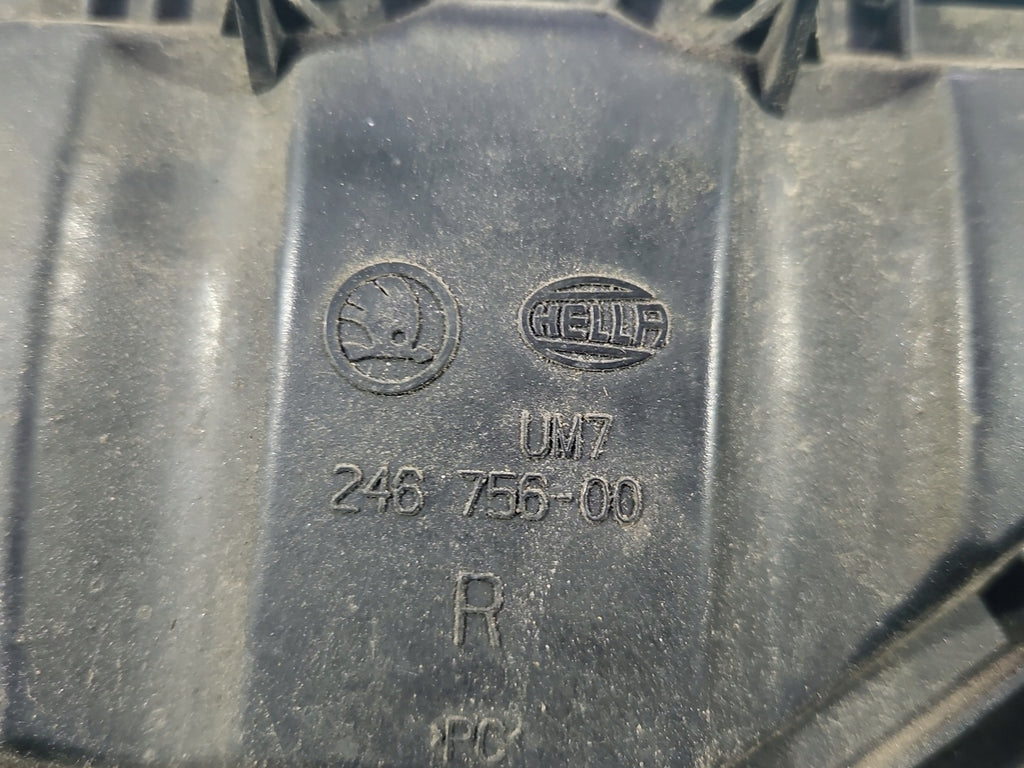 HELLA
UM7
246 756-00
R
>PC<